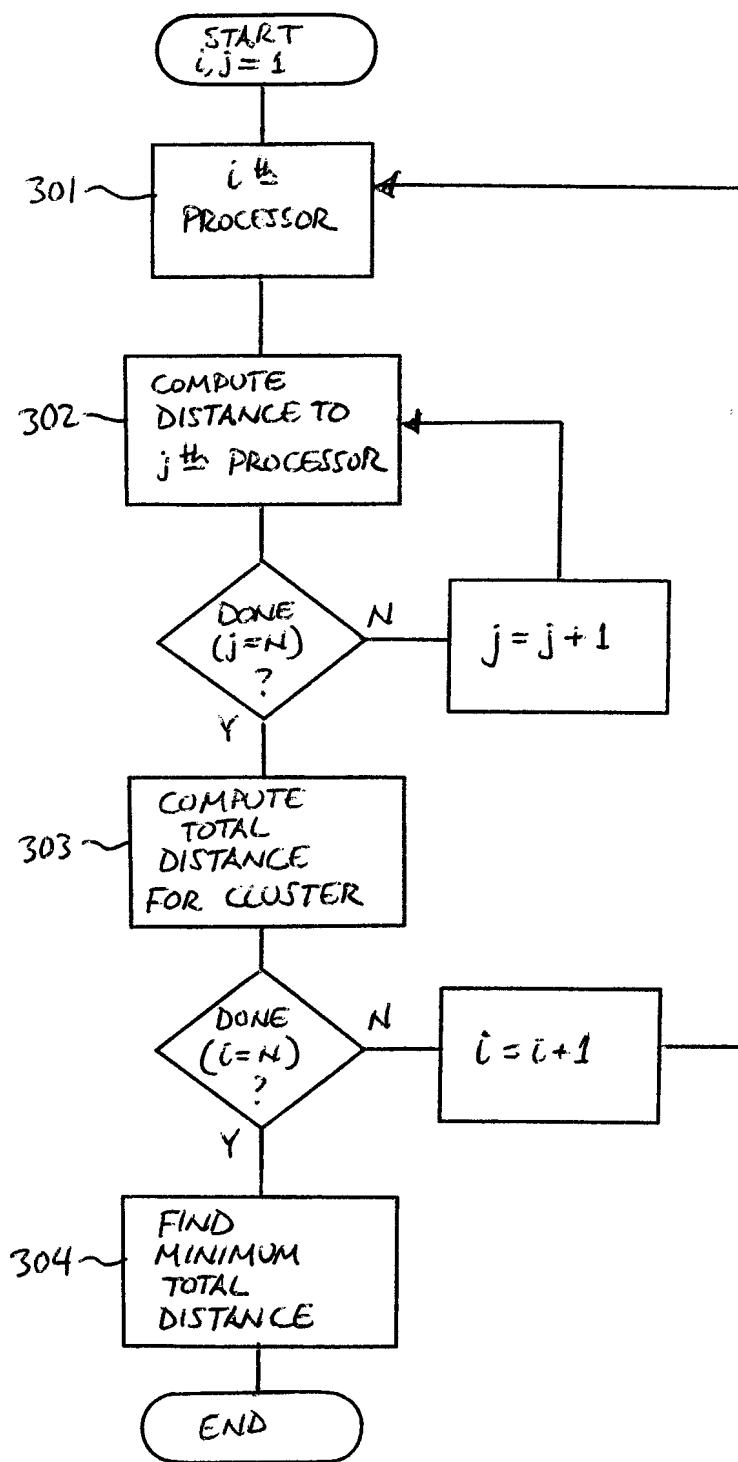 START
i, j = 1
301
i th
PROCESSOR
302
COMPUTE
DISTANCE TO
j th PROCESSOR
DONE
(j=N)
?
N
j = j + 1
Y
303
COMPUTE
TOTAL
DISTANCE
FOR CLUSTER
DONE
(i=N)
?
N
i = i + 1
Y
304
FIND
MINIMUM
TOTAL
DISTANCE
END